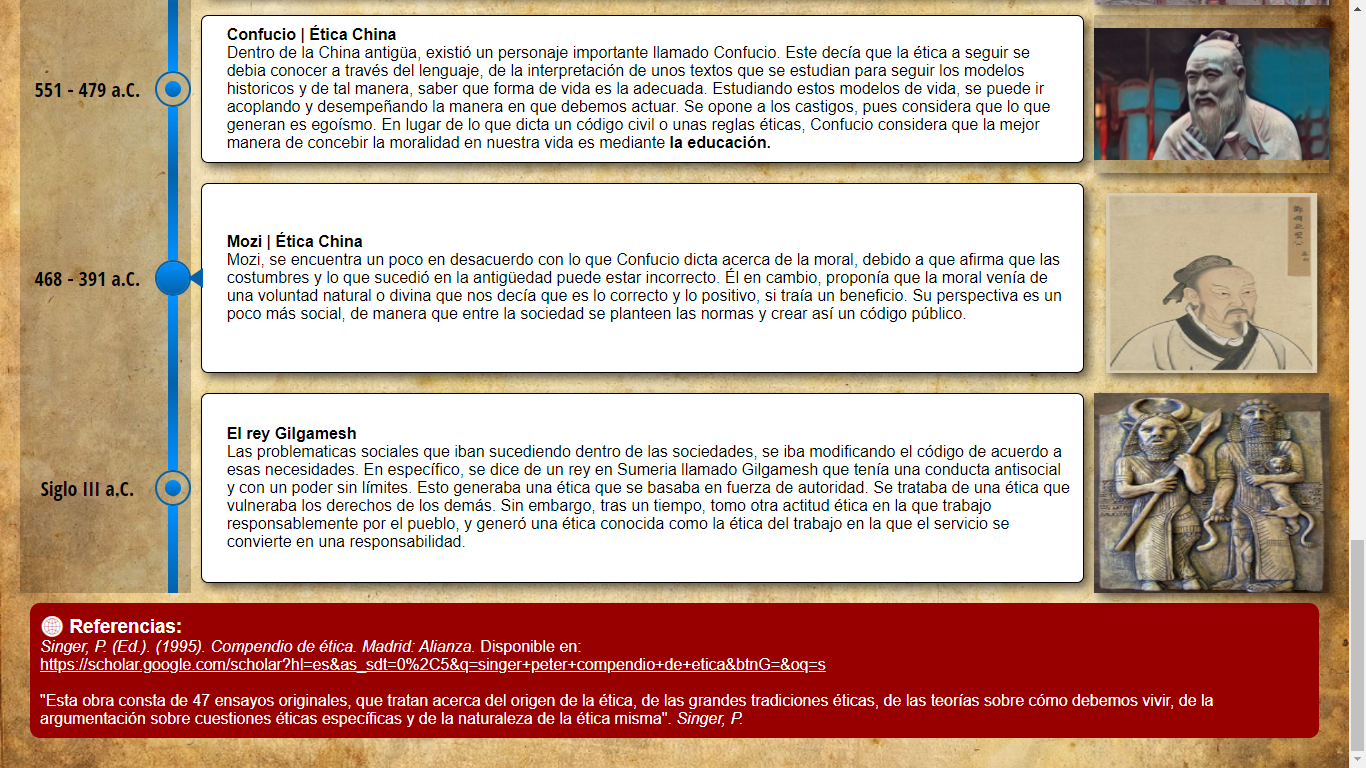 Confucio | Ética China
Dentro de la China antigüa, existió un personaje importante llamado Confucio. Este decía que la ética a seguir se
debia conocer a través del lenguaje, de la interpretación de unos textos que se estudian para seguir los modelos
551 - 479 a.C.
historicos y de tal manera, saber que forma de vida es la adecuada. Estudiando estos modelos de vida, se puede ir
acoplando y desempeñando la manera en que debemos actuar. Se opone a los castigos, pues considera que lo que
generan es egoísmo. En lugar de lo que dicta un código civil o unas reglas éticas, Confucio considera que la mejor
manera de concebir la moralidad en nuestra vida es mediante la educación.
Mozi | Ética China
Mozi, se encuentra un poco en desacuerdo con lo que Confucio dicta acerca de la moral, debido a que afirma que las
468 - 391 a.C.
costumbres y lo que sucedió en la antigüedad puede estar incorrecto. Él en cambio, proponía que la moral venía de
una voluntad natural o divina que nos decía que es lo correcto y lo positivo, si traía un beneficio. Su perspectiva es un
poco más social, de manera que entre la sociedad se planteen las normas y crear así un código público.
El rey Gilgamesh
Las problematicas sociales que iban sucediendo dentro de las sociedades, se iba modificando el código de acuerdo a
esas necesidades. En específico, se dice de un rey en Sumeria llamado Gilgamesh que tenía una conducta antisocial
Siglo III a.C.
y con un poder sin límites. Esto generaba una ética que se basaba en fuerza de autoridad. Se trataba de una ética que
vulneraba los derechos de los demás. Sin embargo, tras un tiempo, tomo otra actitud ética en la que trabajo
responsablemente por el pueblo, y generó una ética conocida como la ética del trabajo en la que el servicio se
convierte en una responsabilidad.
Referencias:
Singer, P. (Ed.). (1995). Compendio de ética. Madrid: Alianza. Disponible en:
https://scholar.google.com/scholar?hl=es&as_sdt=0%2C5&q=singer+peter+compendio+de+etica&btnG=&oq=s
"Esta obra consta de 47 ensayos originales, que tratan acerca del origen de la ética, de las grandes tradiciones éticas, de las teorías sobre cómo debemos vivir, de la
argumentación sobre cuestiones éticas específicas y de la naturaleza de la ética misma". Singer, P.